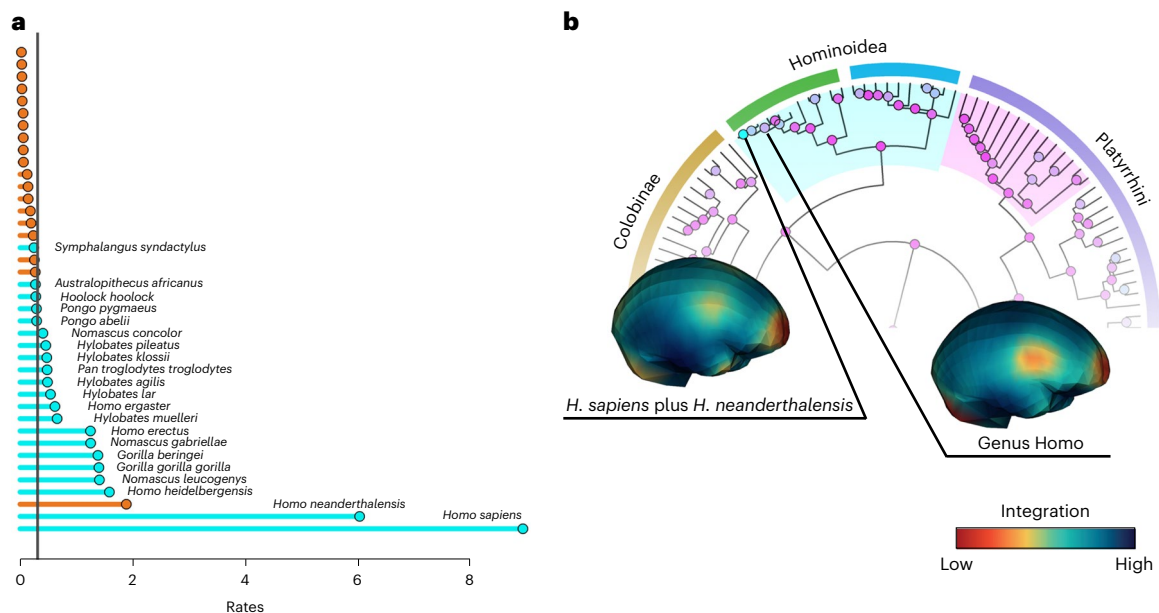 a
Symphalangus syndactylus
Australopithecus africanus
Hoolock hoolock
Pongo pygmaeus
Pongo abelii
Nomascus concolor
Hylobates pileatus
Hylobates klossii
Pan troglodytes troglodytes
Hylobates agilis
Hylobates lar
Homo ergaster
Hylobates muelleri
Homo erectus
Nomascus gabriellae
Gorilla beringei
Gorilla gorilla gorilla
Nomascus leucogenys
Homo heidelbergensis
Homo neanderthalensis
Homo sapiens
0 2 4 6 8
Rates
b
Hominoidea
Colobinae
Platyrrhini
H. sapiens plus H. neanderthalensis
Genus Homo
Integration
Low High